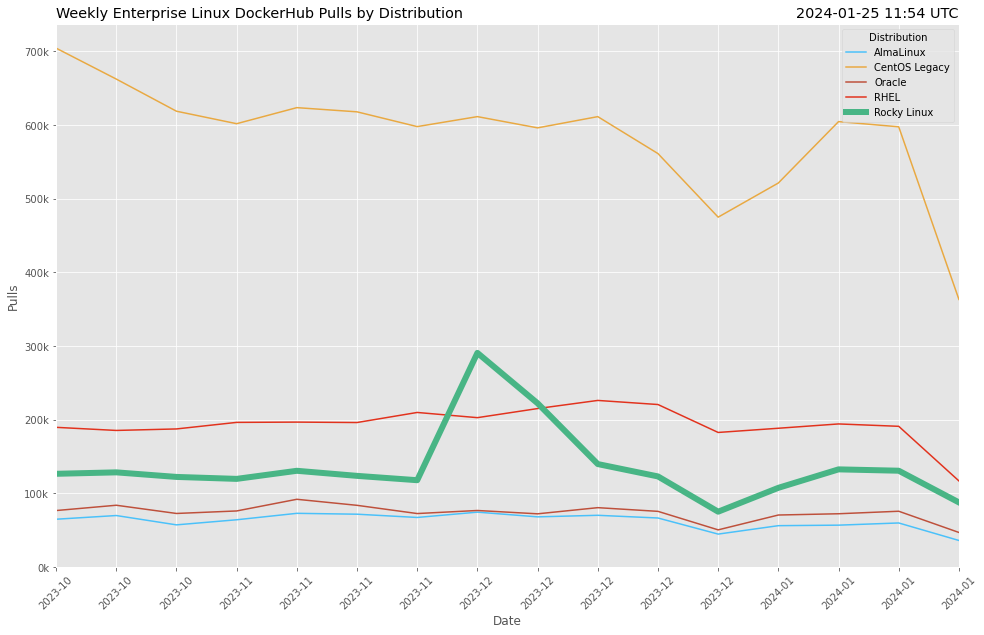 Weekly Enterprise Linux DockerHub Pulls by Distribution
2024-01-25 11:54 UTC
Distribution
AlmaLinux
CentOS Legacy
Oracle
RHEL
Rocky Linux
700k
600k
500k
400k
300k
200k
100k
0k
Pulls
2023-10
2023-10
2023-10
2023-11
2023-11
2023-11
2023-11
2023-12
2023-12
2023-12
2023-12
2023-12
2024-01
2024-01
2024-01
2024-01
Date